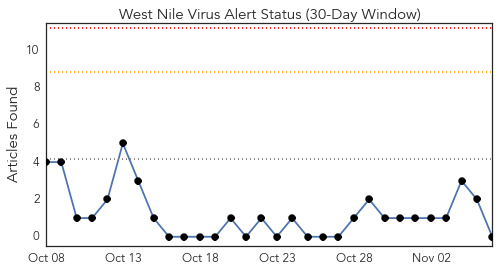 West Nile Virus Alert Status (30-Day Window)
Articles Found
10
8
6
4
2
0
Oct 08 Oct 13 Oct 18 Oct 23 Oct 28 Nov 02